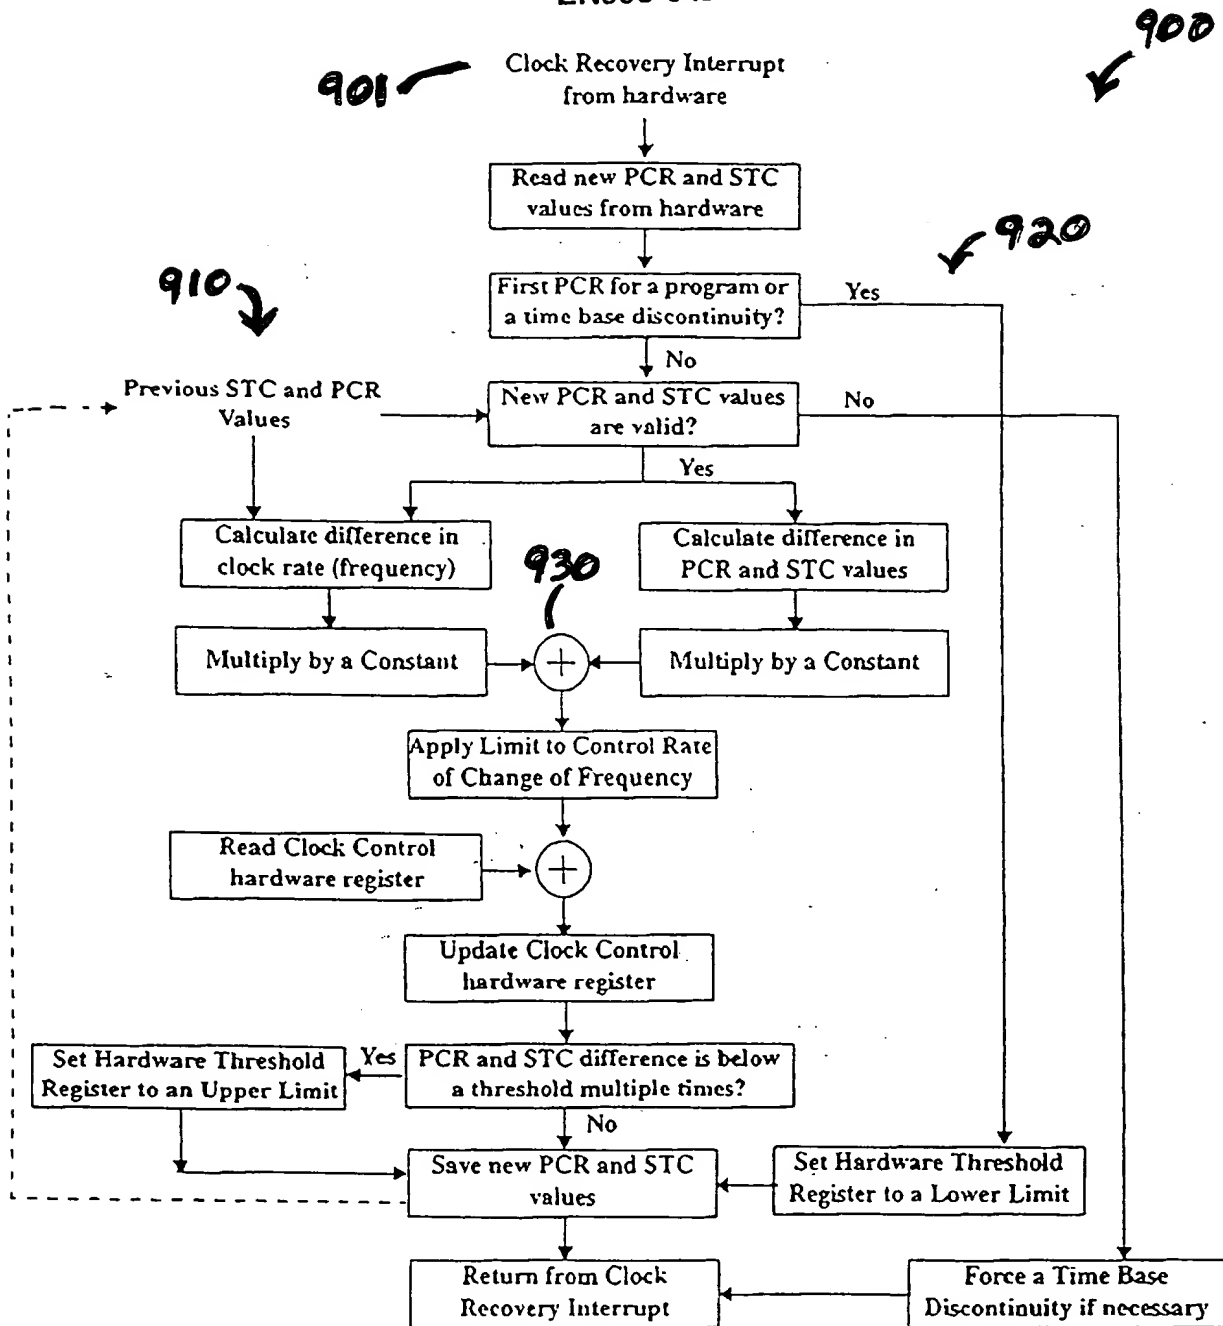 900
901
Clock Recovery Interrupt
from hardware
Read new PCR and STC
values from hardware
920
First PCR for a program or
a time base discontinuity?
Yes
No
910
Previous STC and PCR
Values
New PCR and STC values
are valid?
No
Yes
Calculate difference in
clock rate (frequency)
Calculate difference in
PCR and STC values
930
Multiply by a Constant
+
Multiply by a Constant
Apply Limit to Control Rate
of Change of Frequency
Read Clock Control
hardware register
+
Update Clock Control
hardware register
PCR and STC difference is below
a threshold multiple times?
Yes
Set Hardware Threshold
Register to an Upper Limit
No
Save new PCR and STC
values
Set Hardware Threshold
Register to a Lower Limit
Return from Clock
Recovery Interrupt
Force a Time Base
Discontinuity if necessary